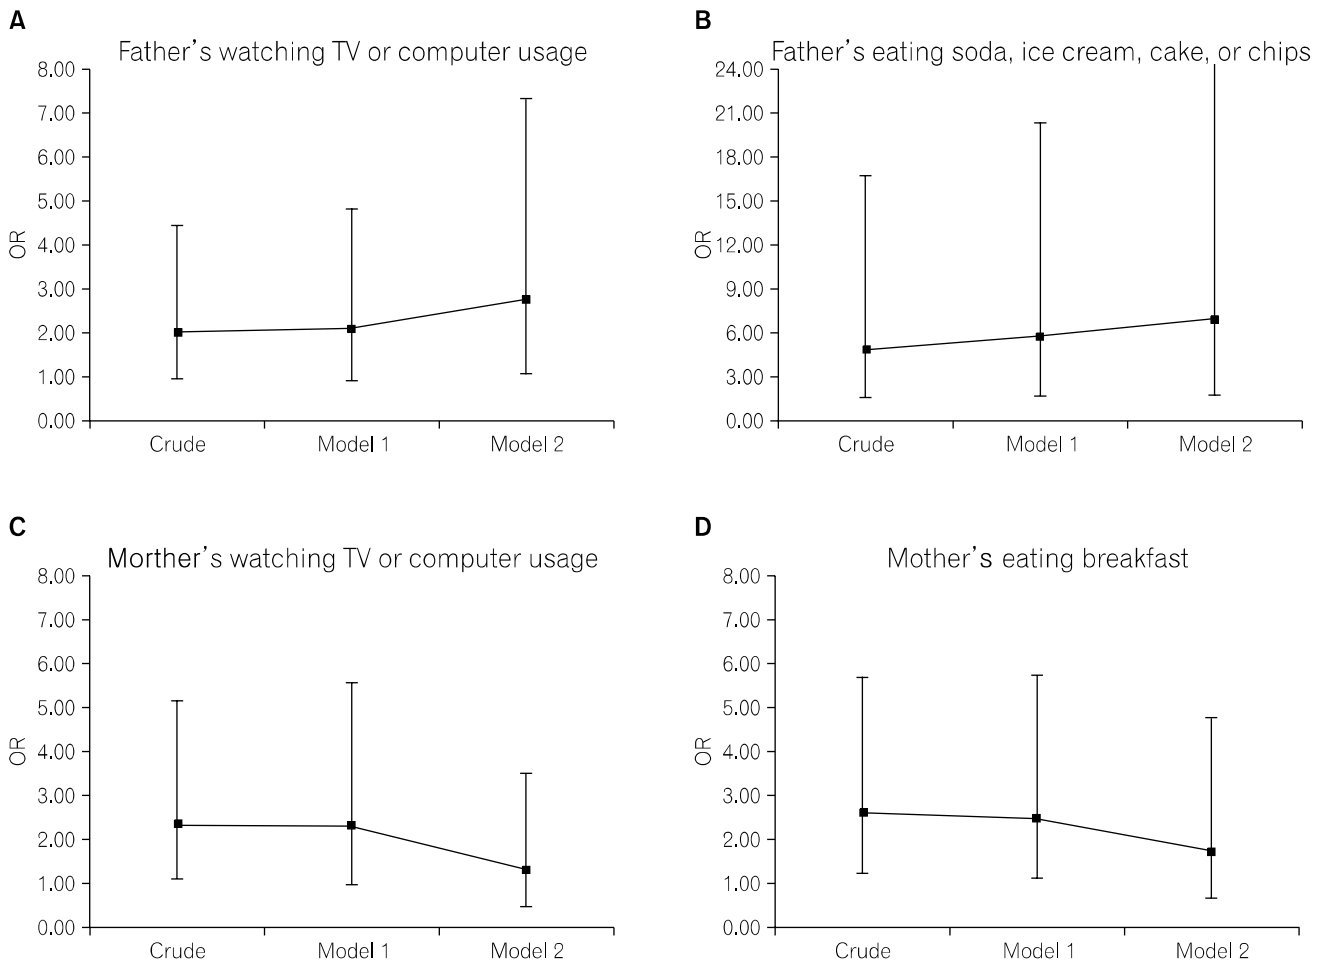 A
Father's watching TV or computer usage
8.00
7.00
6.00
5.00
4.00
3.00
2.00
1.00
0.00
OR
Crude Model 1 Model 2
B
Father's eating soda, ice cream, cake, or chips
24.00
21.00
18.00
15.00
12.00
9.00
6.00
3.00
0.00
OR
Crude Model 1 Model 2
C
Morther's watching TV or computer usage
8.00
7.00
6.00
5.00
4.00
3.00
2.00
1.00
0.00
OR
Crude Model 1 Model 2
D
Mother's eating breakfast
8.00
7.00
6.00
5.00
4.00
3.00
2.00
1.00
0.00
OR
Crude Model 1 Model 2